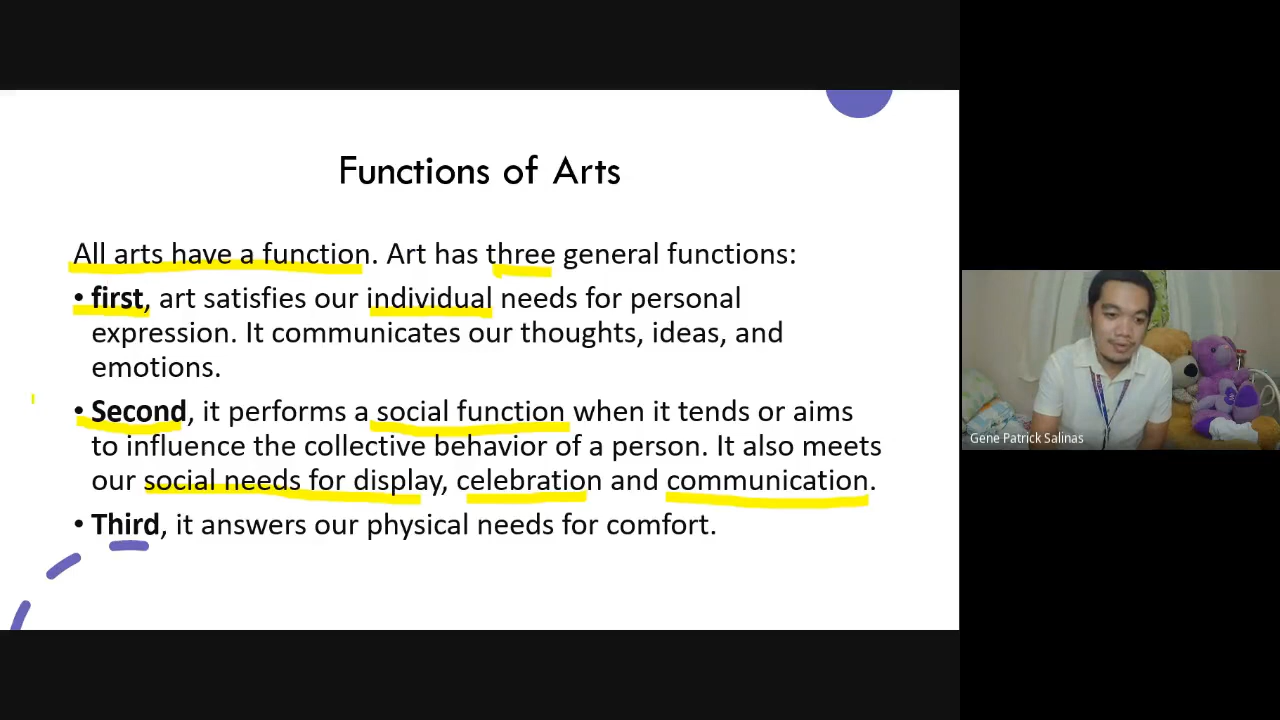 Functions of Arts
All arts have a function. Art has three general functions:
• first, art satisfies our individual needs for personal
expression. It communicates our thoughts, ideas, and
emotions.
• Second, it performs a social function when it tends or aims
to influence the collective behavior of a person. It also meets
our social needs for display, celebration and communication.
• Third, it answers our physical needs for comfort.
Gene Patrick Salinas